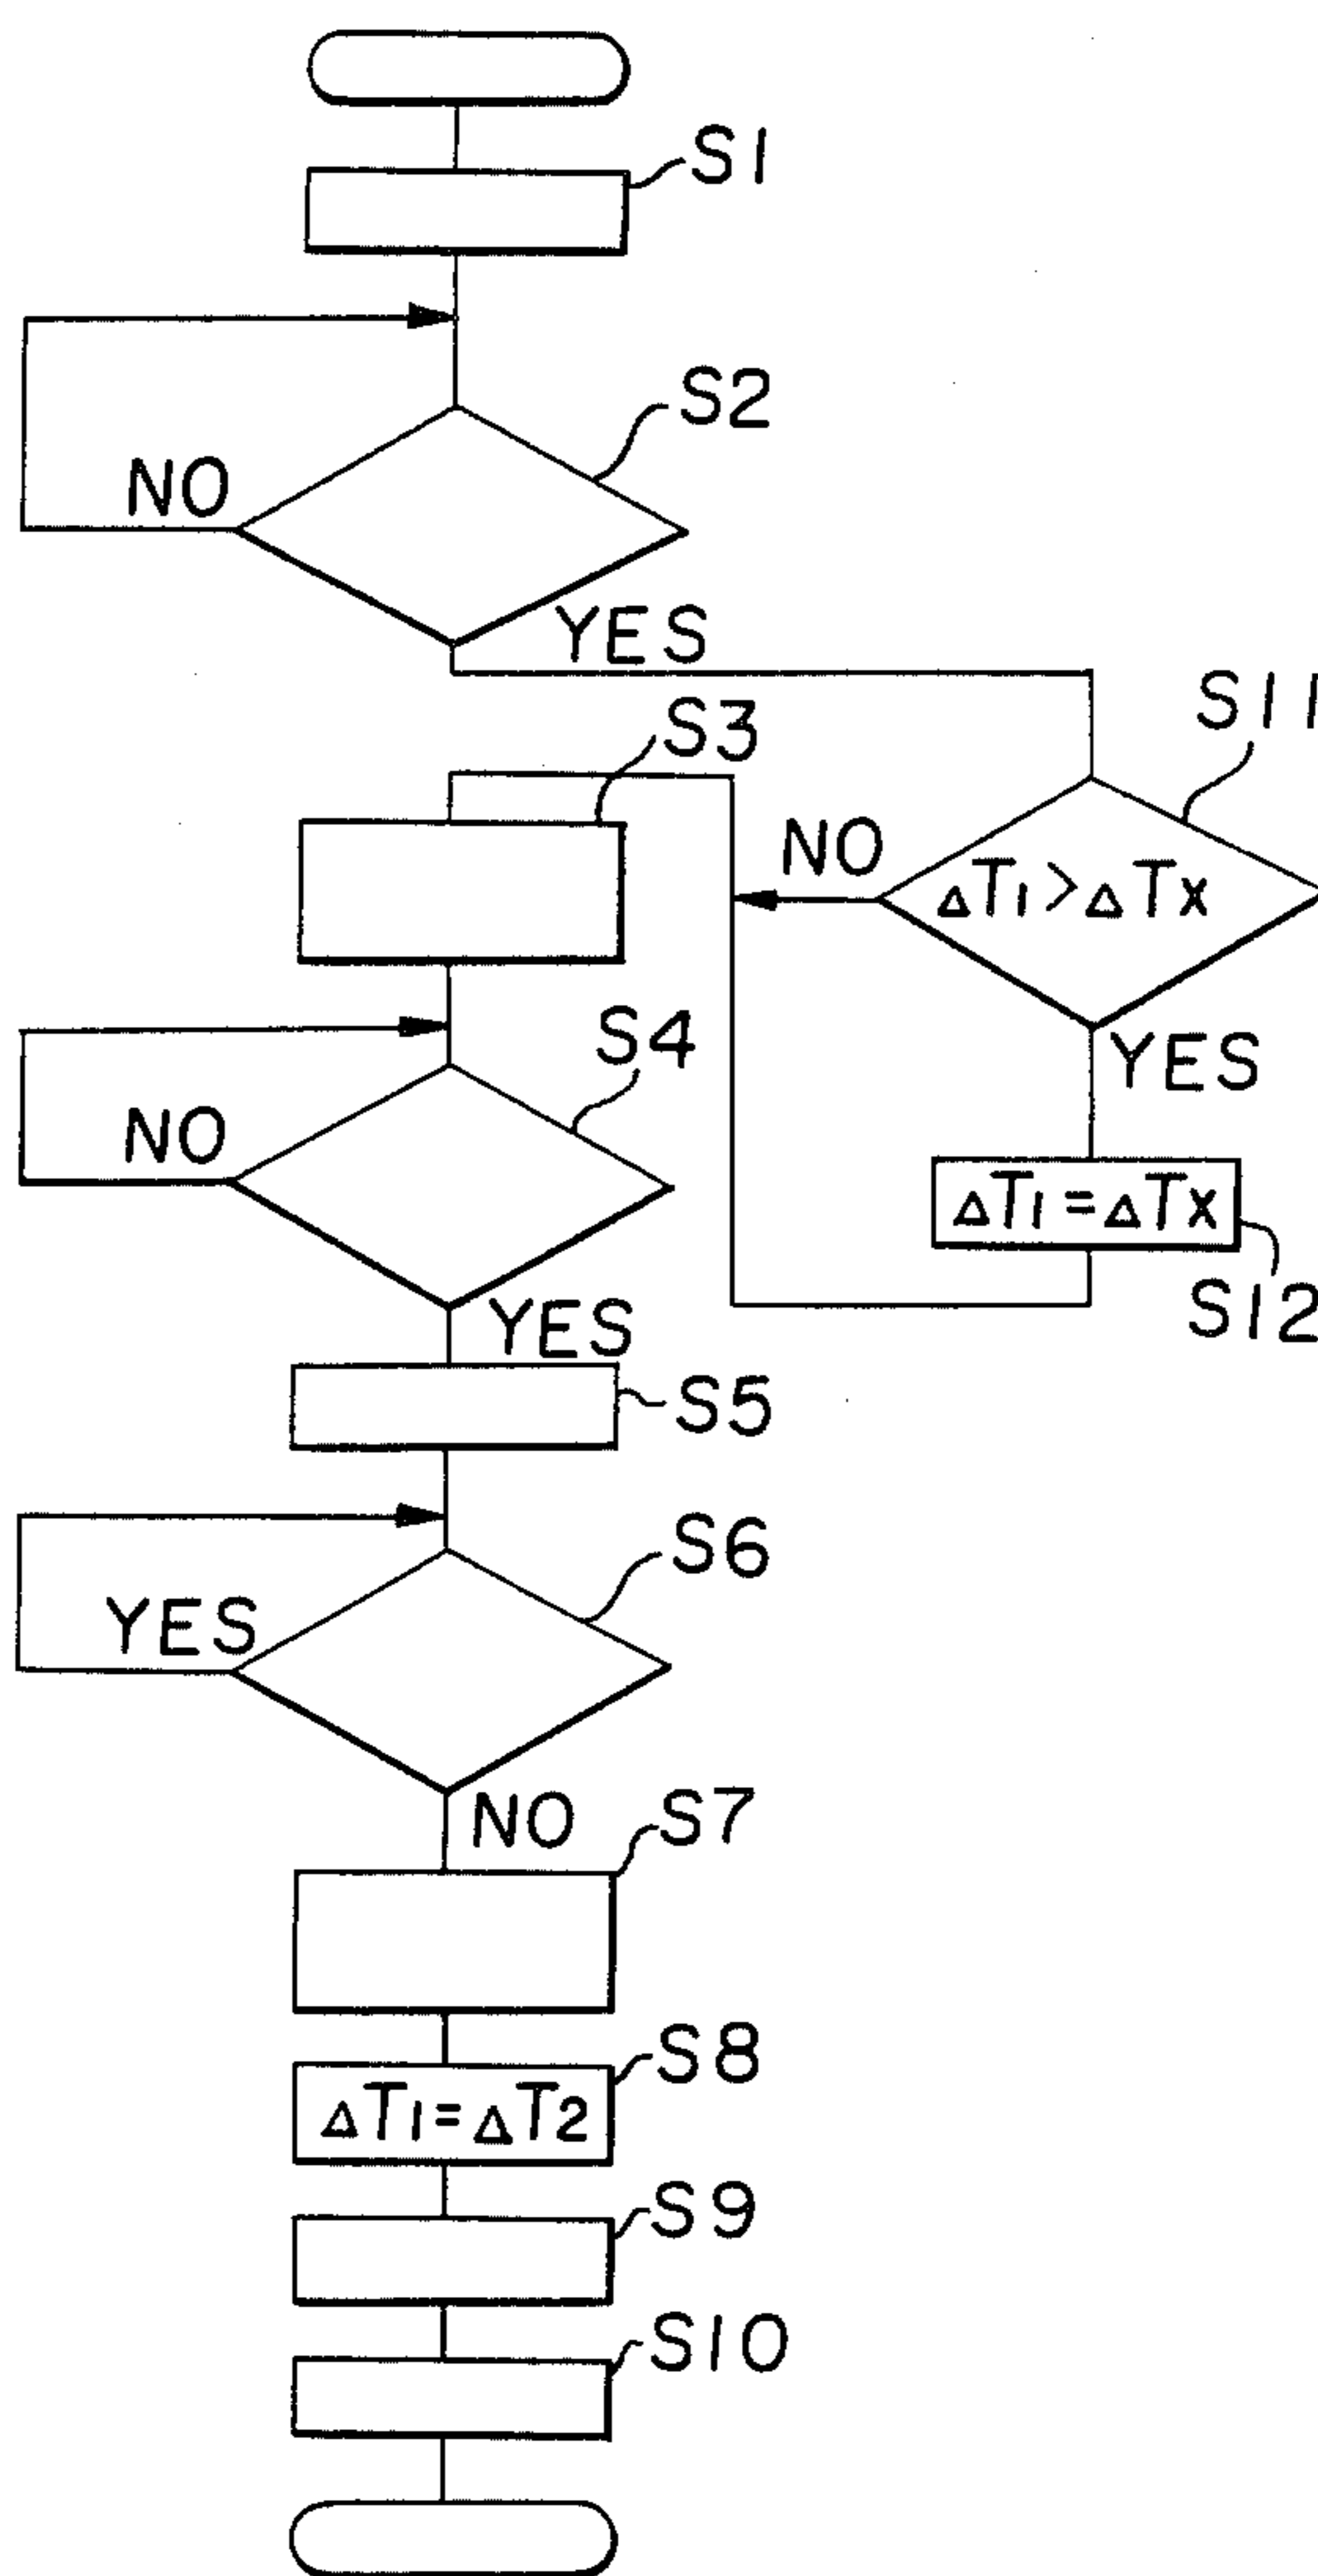 S1
S2
NO
YES
S11
S3
NO
ΔT1>ΔTx
S4
YES
NO
ΔT1=ΔTx
S12
YES
S5
S6
YES
NO
S7
S8
ΔT1=ΔT2
S9
S10